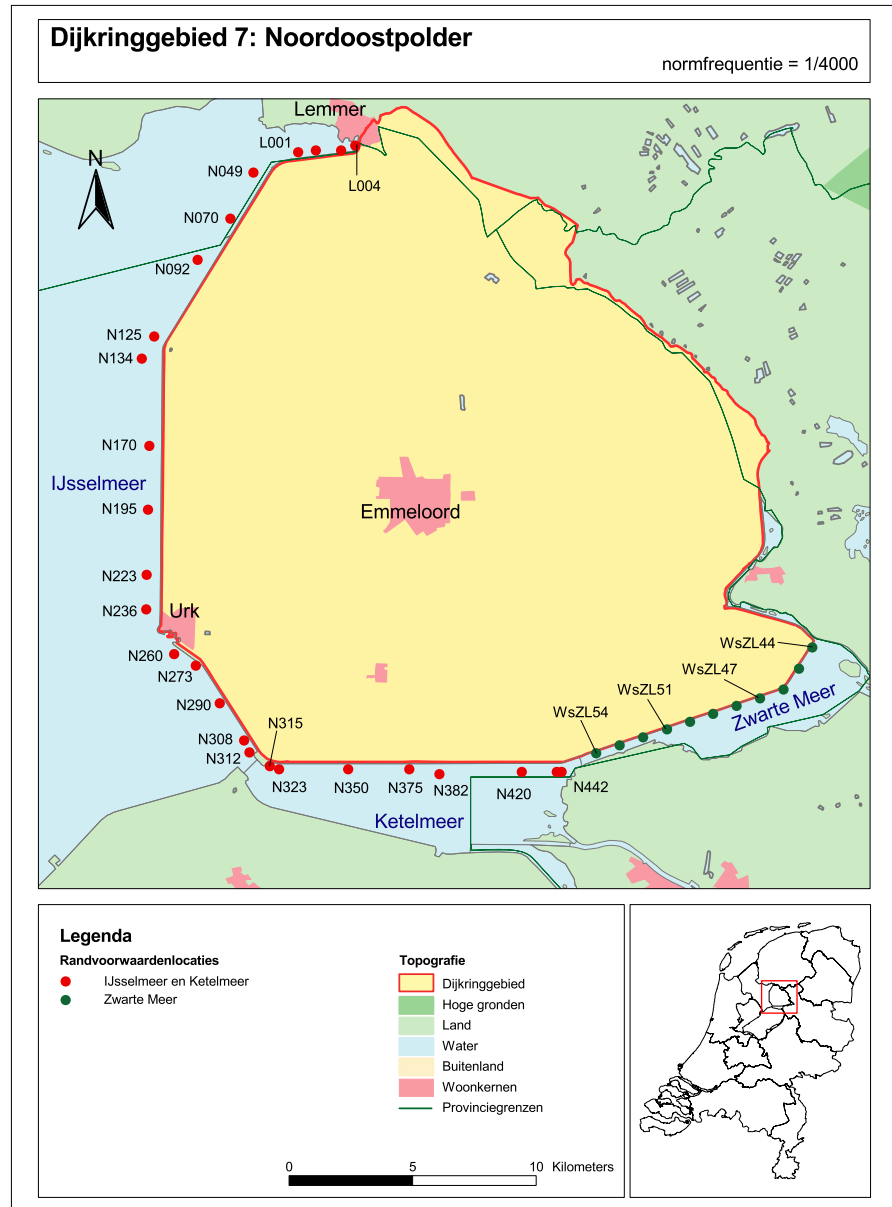 Dijkringgebied 7: Noordoostpolder
normfrequentie = 1/4000
Lemmer
L001
L004
N049
N
N070
N092
N125
N134
N170
IJsselmeer
N195
Emmeloord
N223
N236
Urk
N260
N273
WsZL44
WsZL47
WsZL51
WsZL54
Zwarte Meer
N290
N308
N315
N312
N323
N350
N375
N382
N420
N442
Ketelmeer
Legenda
Randvoorwaardenlocaties
IJsselmeer en Ketelmeer
Zwarte Meer
Topografie
Dijkringgebied
Hoge gronden
Land
Water
Buitenland
Woonkernen
Provinciegrenzen
0 5 10 Kilometers